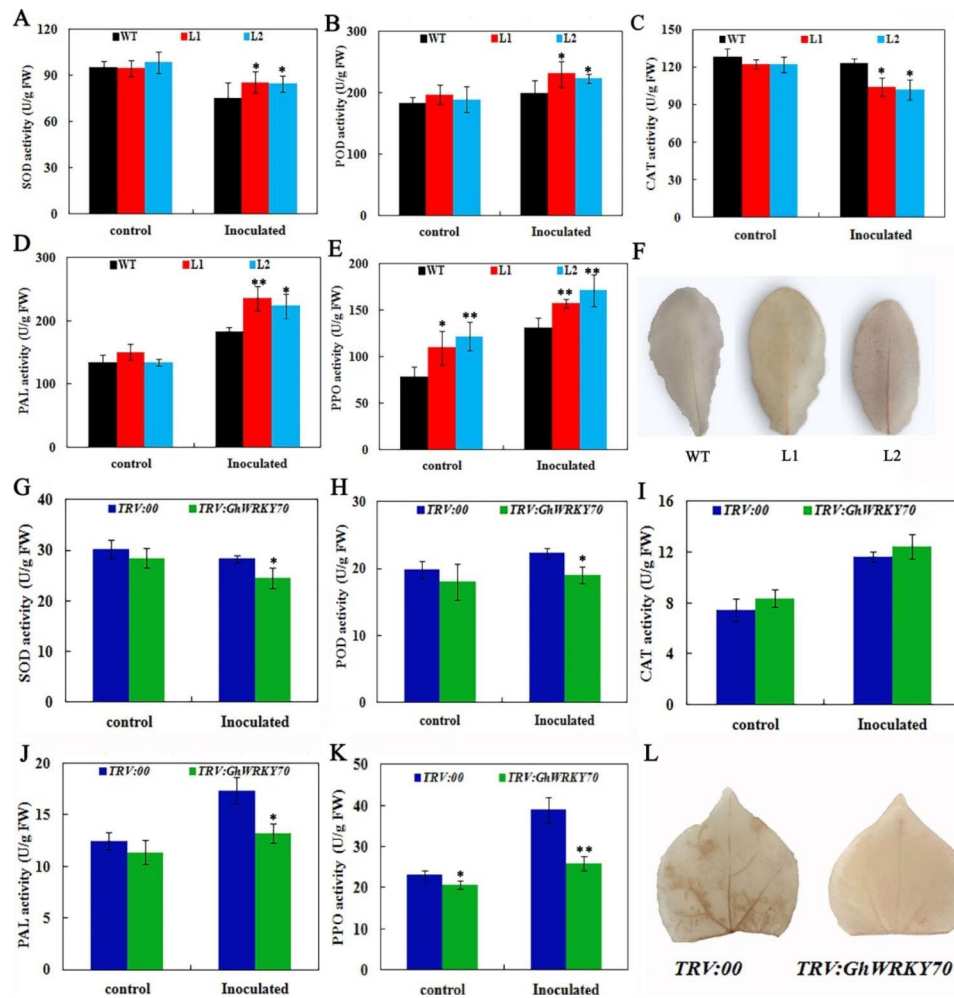 A
WT L1 L2
SOD activity (U/g FW)
120
90
60
30
0
* *
control Inoculated
B
WT L1 L2
POD activity (U/g FW)
300
200
100
0
* *
control Inoculated
C
WT L1 L2
CAT activity (U/g FW)
150
120
90
60
30
0
* *
control Inoculated
D
WT L1 L2
PAL activity (U/g FW)
300
200
100
0
** *
control Inoculated
E
WT L1 L2
PPO activity (U/g FW)
200
150
100
50
0
* ** ** **
control Inoculated
F
WT L1 L2
G
TRV:00 TRV:GhWRKY70
SOD activity (U/g FW)
40
30
20
10
0
*
control Inoculated
H
TRV:00 TRV:GhWRKY70
POD activity (U/g FW)
30
20
10
0
*
control Inoculated
I
TRV:00 TRV:GhWRKY70
CAT activity (U/g FW)
16
12
8
4
0
control Inoculated
J
TRV:00 TRV:GhWRKY70
PAL activity (U/g FW)
20
15
10
5
0
*
control Inoculated
K
TRV:00 TRV:GhWRKY70
PPO activity (U/g FW)
50
40
30
20
10
0
* **
control Inoculated
L
TRV:00 TRV:GhWRKY70